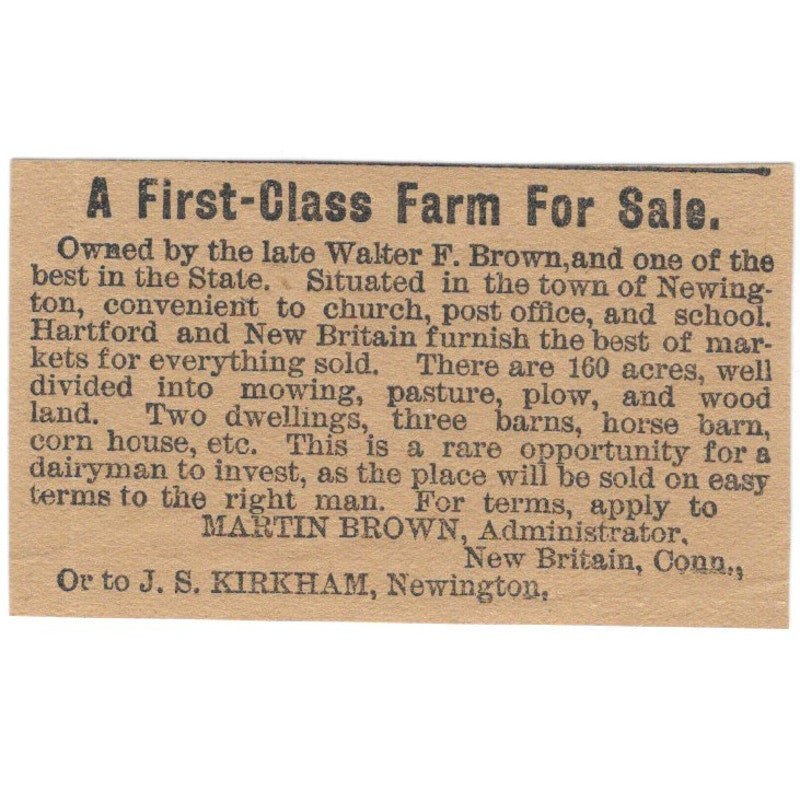 A First-Class Farm For Sale.
Owned by the late Walter F. Brown, and one of the
best in the State. Situated in the town of Newing-
ton, convenient to church, post office, and school.
Hartford and New Britain furnish the best of mar-
kets for everything sold. There are 160 acres, well
divided into mowing, pasture, plow, and wood
land. Two dwellings, three barns, horse barn,
corn house, etc. This is a rare opportunity for a
dairyman to invest, as the place will be sold on easy
terms to the right man. For terms, apply to
MARTIN BROWN, Administrator,
New Britain, Conn.,
Or to J. S. KIRKHAM, Newington.